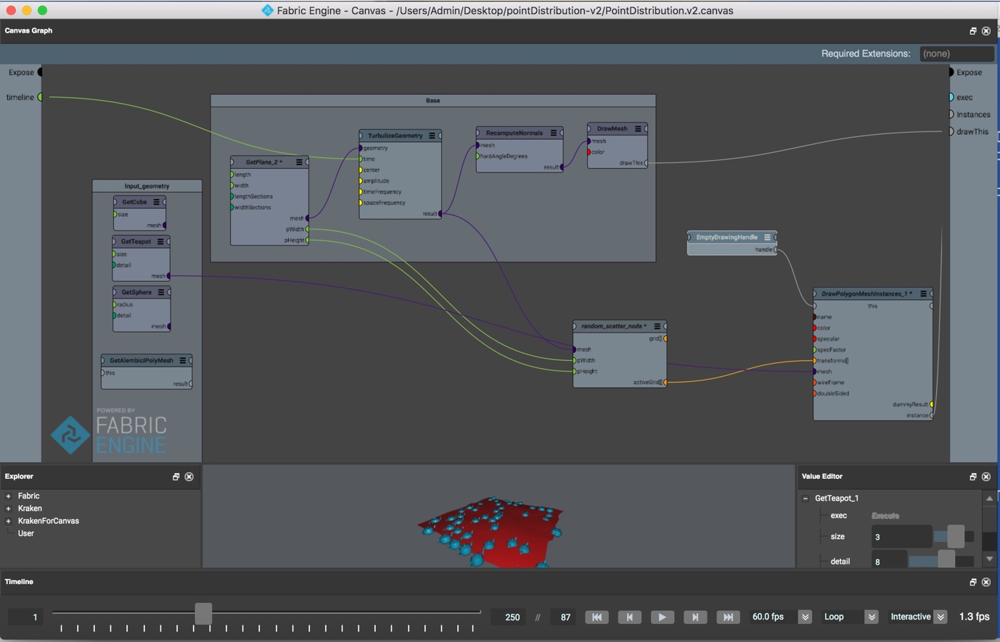 Fabric Engine - Canvas - /Users/Admin/Desktop/pointDistribution-v2/PointDistribution.v2.canvas
Canvas Graph
Required Extensions: (none)
Expose
timeline
Expose
exec
Instances
drawThis
Base
GetPlane_2 *
length
width
lengthSections
widthSections
mesh
pWidth
pHeight
TurbulizeGeometry
geometry
time
center
amplitude
timeFrequency
spaceFrequency
result
RecomputeNormals
mesh
hardAngleDegrees
result
DrawMesh
mesh
color
drawThis
Input_geometry
GetCube
size
mesh
GetTeapot
size
detail
mesh
GetSphere
radius
detail
mesh
GetAlembicIPolyMesh
this
result
EmptyDrawingHandle
handle
random_scatter_node *
grid[]
mesh
pWidth
pHeight
activeGrid[]
DrawPolygonMeshInstances_1 *
this
name
color
specular
specFactor
transforms[]
mesh
wireFrame
doubleSided
dammyResult
instance
POWERED BY
FABRIC
ENGINE
Explorer
Fabric
Kraken
KrakenForCanvas
User
Value Editor
GetTeapot_1
exec Execute
size 3
detail 8
Timeline
1 250 // 87 60.0 fps Loop Interactive 1.3 fps